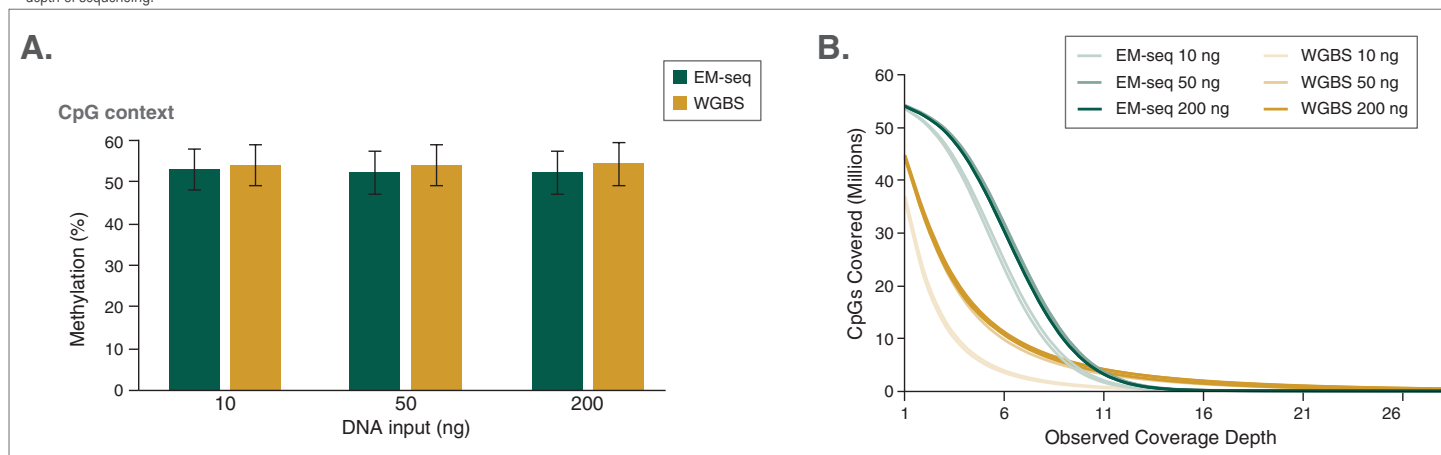 depth of sequencing.
A.
EM-seq
WGBS
CpG context
Methylation (%)
60
50
40
30
20
10
0
10 50 200
DNA input (ng)
B.
EM-seq 10 ng WGBS 10 ng
EM-seq 50 ng WGBS 50 ng
EM-seq 200 ng WGBS 200 ng
CpGs Covered (Millions)
60
50
40
30
20
10
0
1 6 11 16 21 26
Observed Coverage Depth